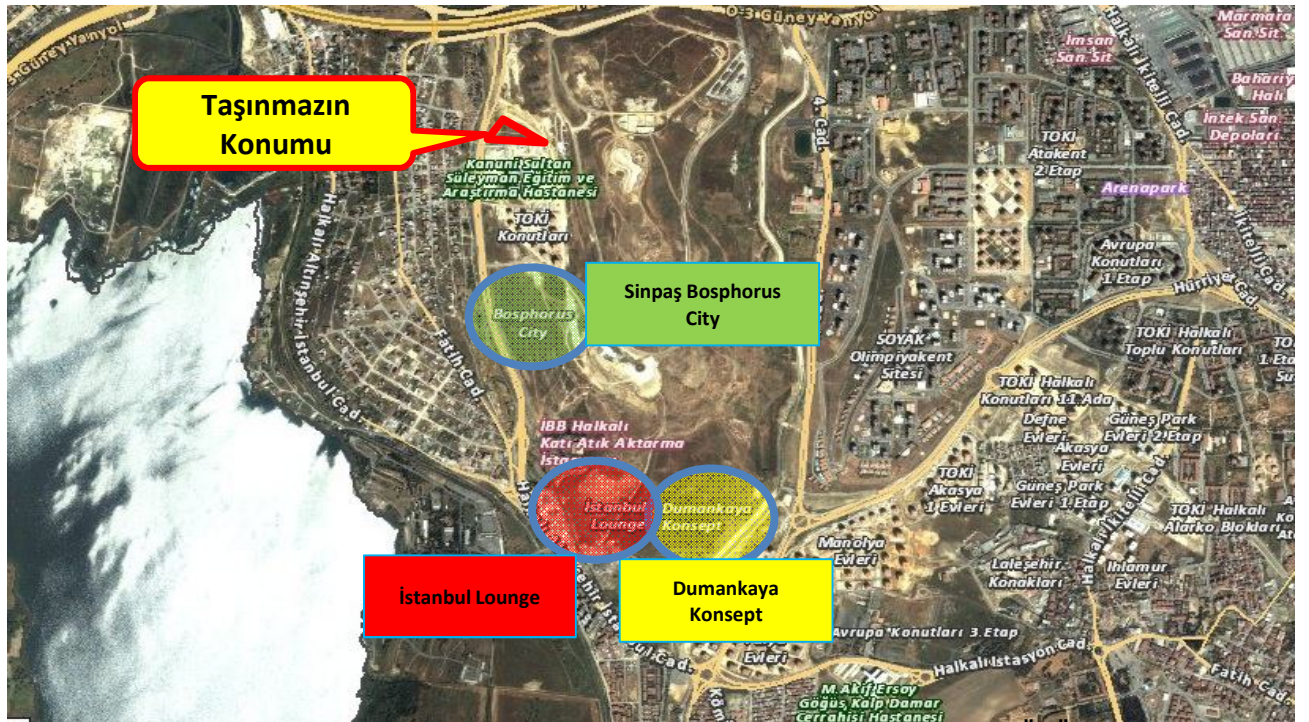 O-3 Güney Yanyol
Güney Yanyol
Marmara
San. Sit.
İmsan
San. Sit
Halkalı İkitelli Cad.
Bahariy
Halı
İntek San.
Depoları
Taşınmazın
Konumu
4. Cad.
TOKİ
Atakent
2 Etap
Kanuni Sultan
Süleyman Eğitim ve
Araştırma Hastanesi
Arenapark
İkitelli Cad.
TOKİ
Konutları
Halkalı Altınşehir İstanbul Cad.
Avrupa
Konutları
1. Etap
Hürriyet Cad.
Sinpaş Bosphorus
City
Bosphorus
City
Fatih Cad.
SOYAK
Olimpiyakent
Sitesi
TOKİ Halkalı
Toplu Konutları
TOKİ Halkalı
Konutları 11 Ada
Defne
Evleri
Güneş Park
Evleri 2 Etap
İBB Halkalı
Katı Atık Aktarma
Akasya
Evleri
TOKİ
Akasya
1 Evleri
Güneş Park
Evleri 1 Etap
Halkalı İkitelli Cad.
İstanbul
Lounge
Dumankaya
Konsept
TOKİ Halkalı
Alarko Blokları
Manolya
Evleri
Laleşehir
Konakları
Ihlamur
Evleri
İstanbul Lounge
Dumankaya
Konsept
Avrupa Konutları 3.Etap
Evleri
Halkalı İstasyon Cad.
Fatih Cad.
M.Akif Ersoy
Göğüs Kalp Damar
Cerrahisi Hastanesi